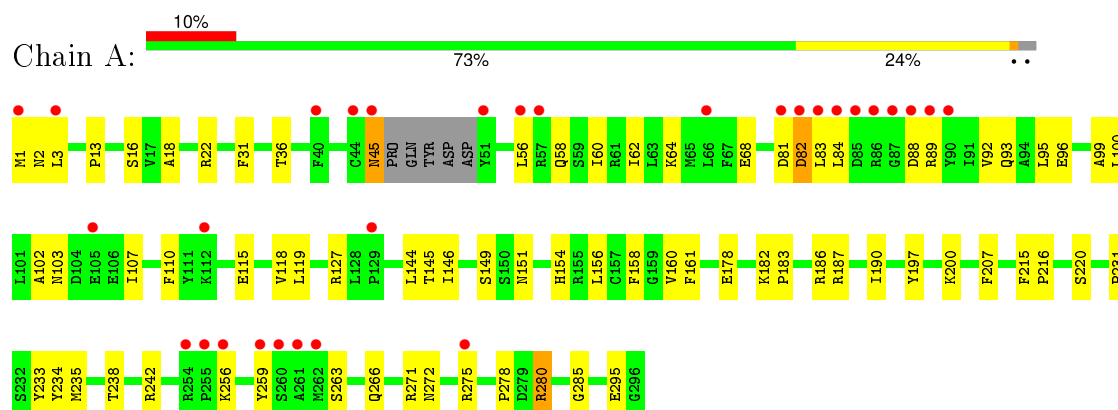 10%
Chain A:
73%
24%
M1 N2 L3 P13 S16 V17 A18 R22 F31 T36 F40 C44 N45 PRO GLN TYR ASP ASP Y51 L56 R57 Q58 S59 I60 R61 I62 L63 K64 M65 L66 F67 E68 D81 D82 L83 L84 D85 R86 G87 D88 R89 Y90 I91 V92 Q93 A94 L95 E96 A99 L100
L101 A102 N103 D104 E105 E106 I107 F110 Y111 K112 E115 V118 L119 R127 L128 P129 L144 T145 I146 S149 S150 N151 H154 R155 L156 C157 F158 G159 V160 F161 E178 K182 P183 R186 R187 I190 Y197 K200 F207 F215 P216 S220 P231
S232 Y233 Y234 M235 T238 R242 R254 P255 K256 Y259 S260 A261 M262 S263 Q266 R271 N272 R275 P278 D279 R280 G285 E295 G296